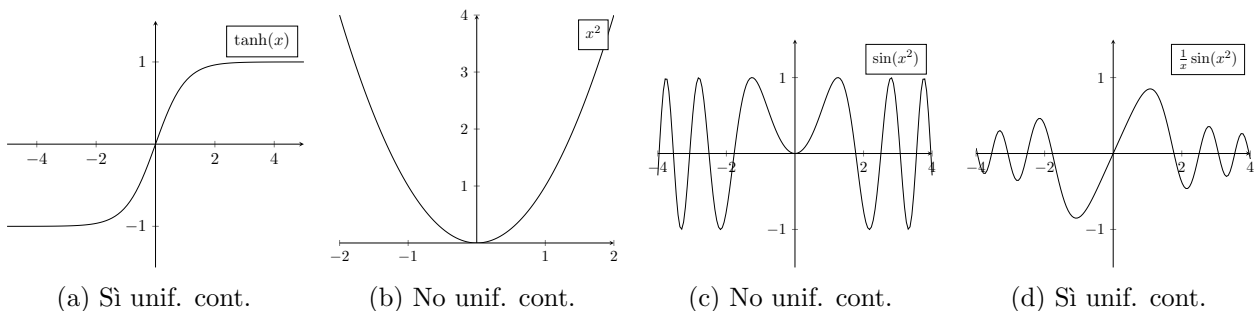 tanh(x)
1
−4 −2 2 4
−1
(a) Sì unif. cont.
x²
4
3
2
1
−2 −1 1 2
(b) No unif. cont.
sin(x²)
1
−4 −2 2 4
−1
(c) No unif. cont.
1/x sin(x²)
1
−4 −2 2 4
−1
(d) Sì unif. cont.